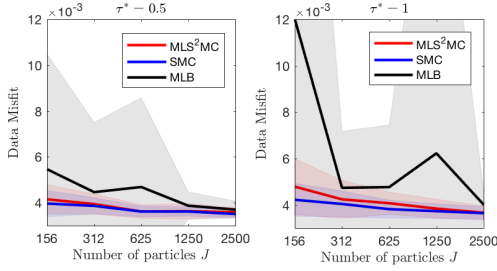 ×10⁻³ τ* − 0.5
12
10
8
6
4
Data Misfit
MLS²MC
SMC
MLB
156 312 625 1250 2500
Number of particles J
×10⁻³ τ* − 1
12
10
8
6
4
Data Misfit
MLS²MC
SMC
MLB
156 312 625 1250 2500
Number of particles J